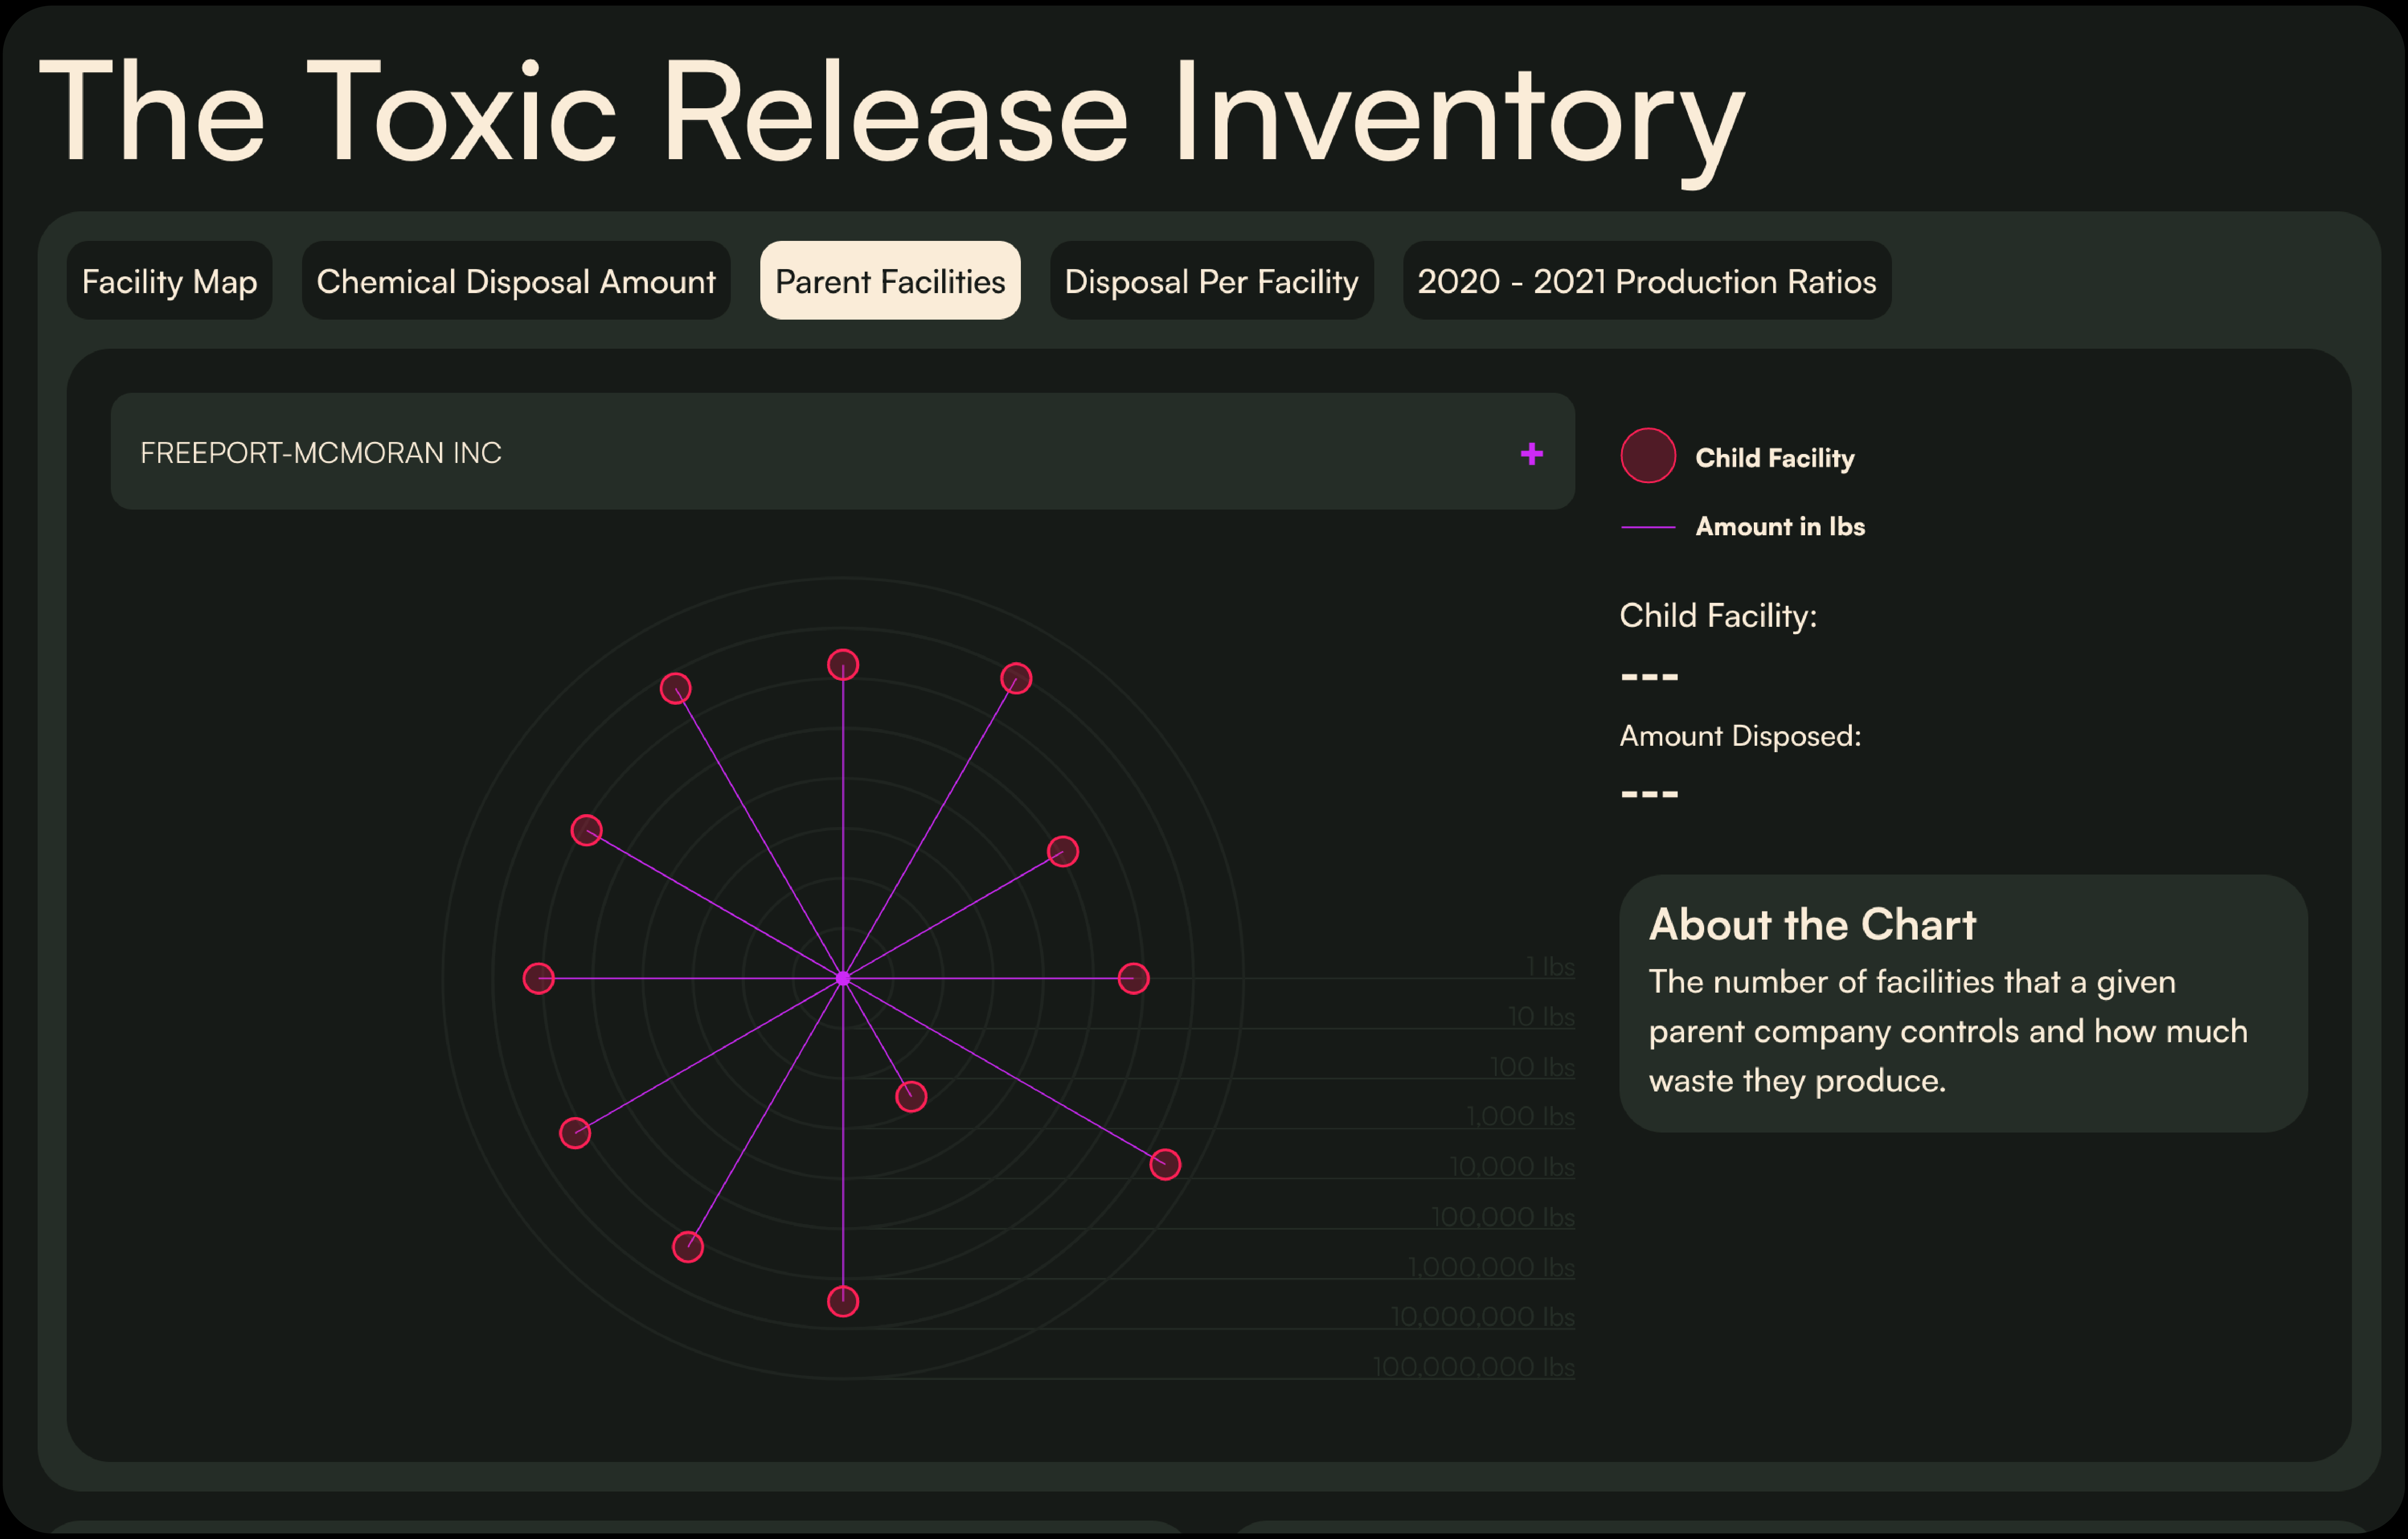 The Toxic Release Inventory
Facility Map
Chemical Disposal Amount
Parent Facilities
Disposal Per Facility
2020 - 2021 Production Ratios
FREEPORT-MCMORAN INC
+
Child Facility
Amount in lbs
Child Facility:
---
Amount Disposed:
---
About the Chart
The number of facilities that a given
parent company controls and how much
waste they produce.
1 lbs
10 lbs
100 lbs
1,000 lbs
10,000 lbs
100,000 lbs
1,000,000 lbs
10,000,000 lbs
100,000,000 lbs